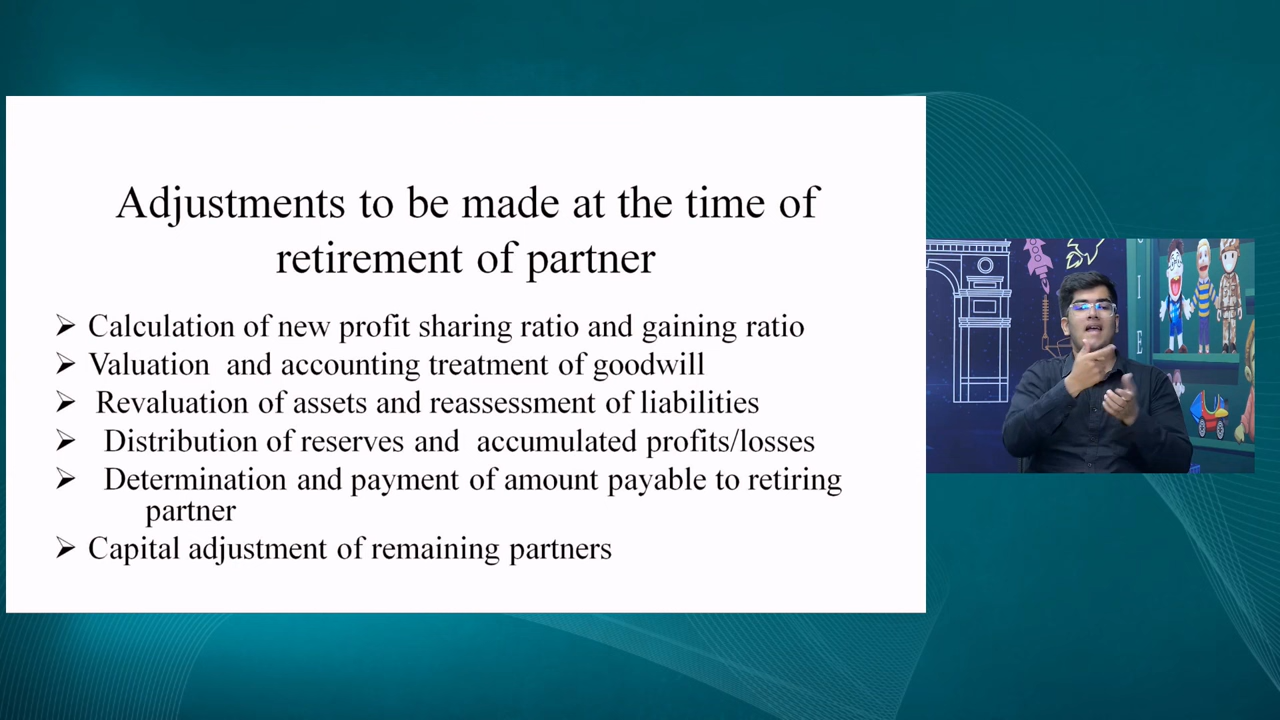 Adjustments to be made at the time of
retirement of partner
➢ Calculation of new profit sharing ratio and gaining ratio
➢ Valuation and accounting treatment of goodwill
➢ Revaluation of assets and reassessment of liabilities
➢ Distribution of reserves and accumulated profits/losses
➢ Determination and payment of amount payable to retiring
partner
➢ Capital adjustment of remaining partners
I
E